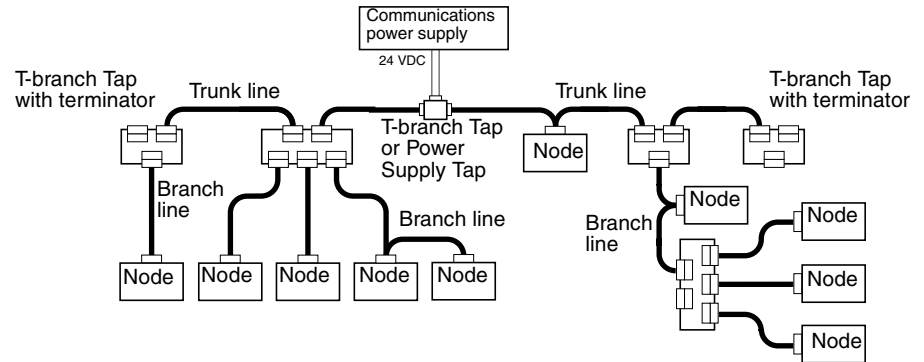 Communications
power supply
24 VDC
T-branch Tap
with terminator
Trunk line
Trunk line
T-branch Tap
with terminator
T-branch Tap
or Power
Supply Tap
Node
Branch
line
Node
Branch line
Branch
line
Node
Node
Node
Node
Node
Node
Node
Node
Node